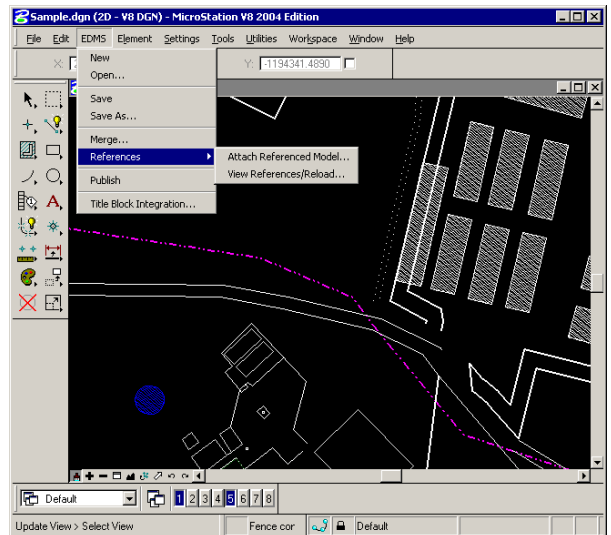 Sample.dgn (2D - V8 DGN) - MicroStation V8 2004 Edition
File Edit EDMS Element Settings Tools Utilities Workspace Window Help
X: Y: -1194341.4890
New
Open...
Save
Save As...
Merge...
References
Attach Referenced Model...
View References/Reload...
Publish
Title Block Integration...
Default 1 2 3 4 5 6 7 8
Update View > Select View Fence cor Default